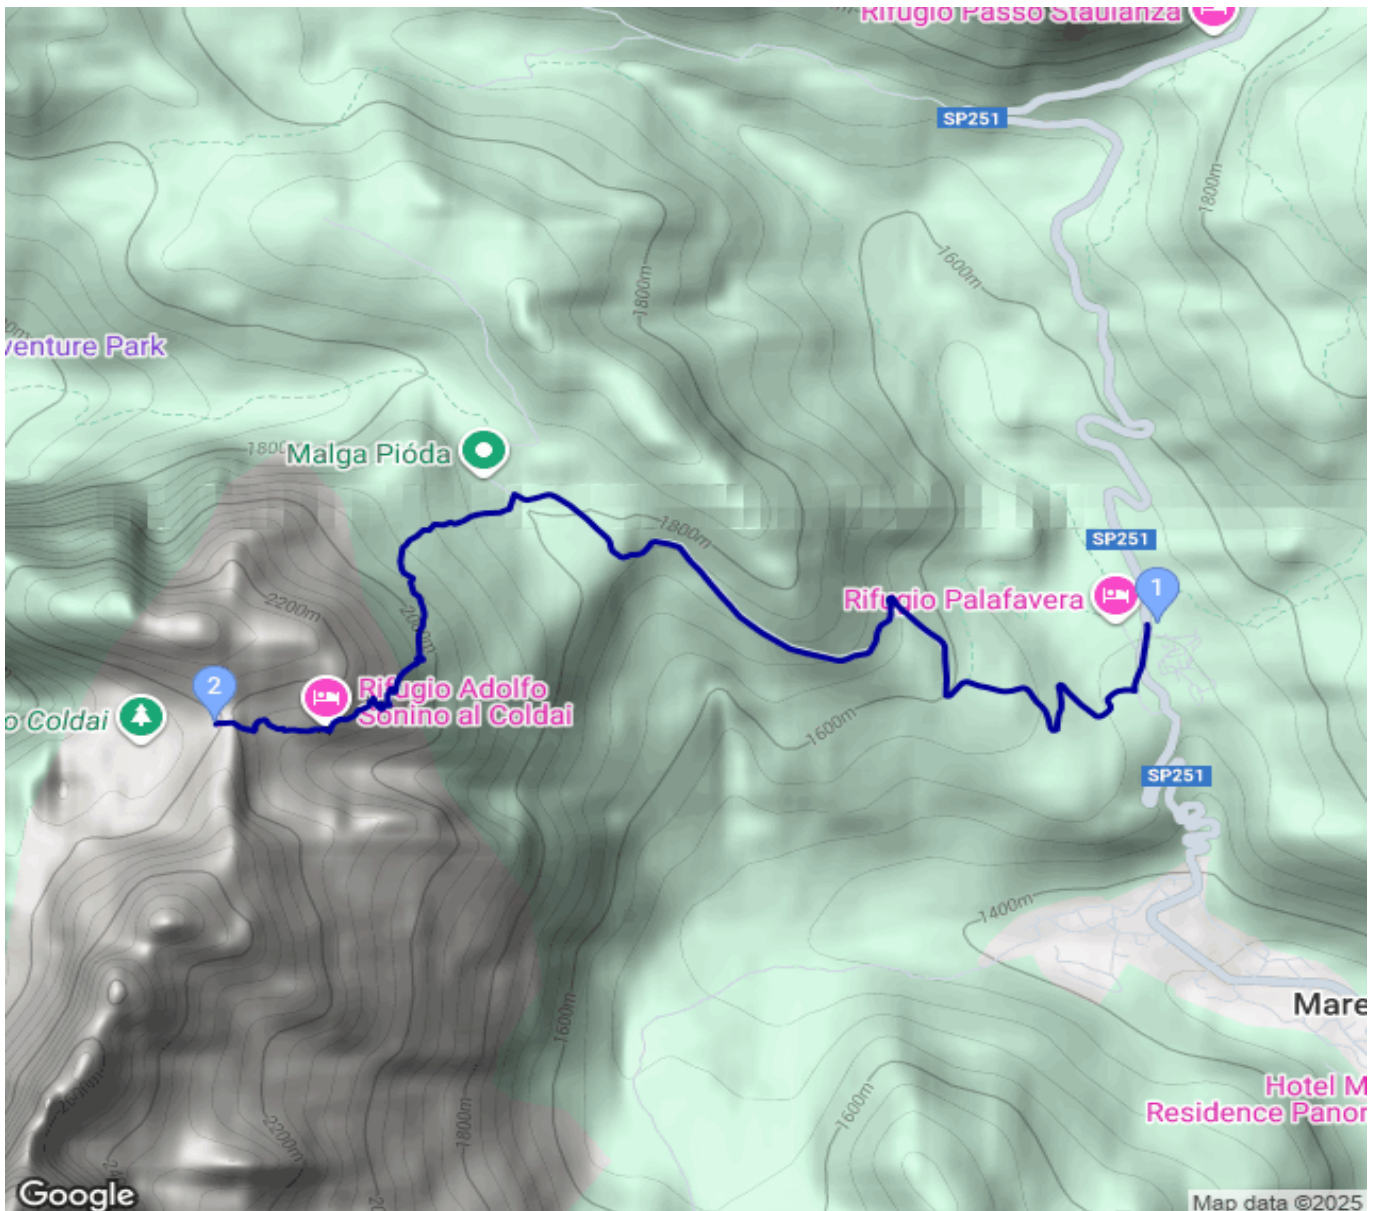 Rifugio Passo Staulanza
SP251
1800m
1600m
1800m
venture Park
1800
Malga Pióda
1800m
SP251
Rifugio Palafavera
1
2200m
2000m
2
Rifugio Adolfo
Sonino al Coldai
o Coldai
1600m
SP251
1400m
1600m
Mare
2600m
1600m
Hotel M
Residence Panor
2200m
1800m
Google
Map data ©2025